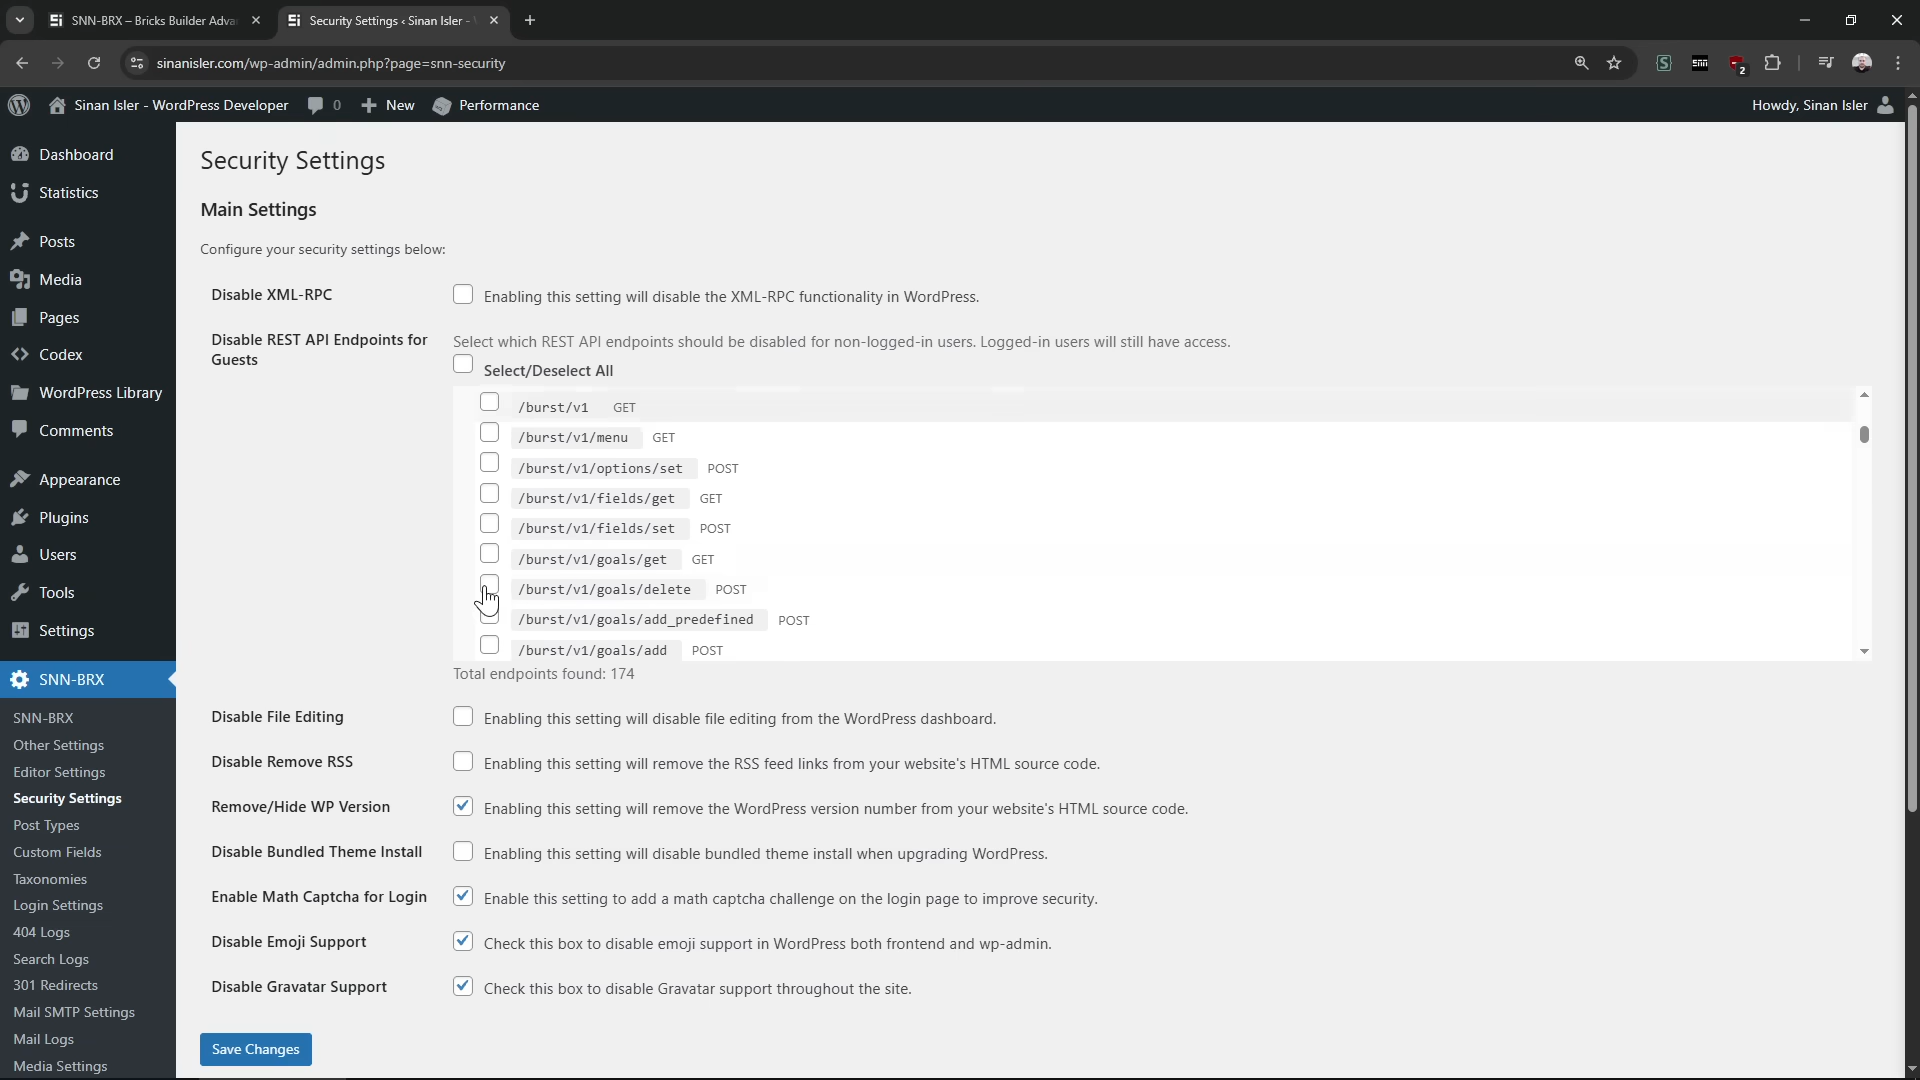 SNN-BRX – Bricks Builder Adva
Security Settings ‹ Sinan Isler -
sinanisler.com/wp-admin/admin.php?page=snn-security
snn
2
Sinan Isler - WordPress Developer
0
New
Performance
Howdy, Sinan Isler
Dashboard
Statistics
Posts
Media
Pages
Codex
WordPress Library
Comments
Appearance
Plugins
Users
Tools
Settings
SNN-BRX
SNN-BRX
Other Settings
Editor Settings
Security Settings
Post Types
Custom Fields
Taxonomies
Login Settings
404 Logs
Search Logs
301 Redirects
Mail SMTP Settings
Mail Logs
Media Settings
Security Settings
Main Settings
Configure your security settings below:
Disable XML-RPC
Enabling this setting will disable the XML-RPC functionality in WordPress.
Disable REST API Endpoints for
Guests
Select which REST API endpoints should be disabled for non-logged-in users. Logged-in users will still have access.
Select/Deselect All
/burst/v1 GET
/burst/v1/menu GET
/burst/v1/options/set POST
/burst/v1/fields/get GET
/burst/v1/fields/set POST
/burst/v1/goals/get GET
/burst/v1/goals/delete POST
/burst/v1/goals/add_predefined POST
/burst/v1/goals/add POST
Total endpoints found: 174
Disable File Editing
Enabling this setting will disable file editing from the WordPress dashboard.
Disable Remove RSS
Enabling this setting will remove the RSS feed links from your website's HTML source code.
Remove/Hide WP Version
Enabling this setting will remove the WordPress version number from your website's HTML source code.
Disable Bundled Theme Install
Enabling this setting will disable bundled theme install when upgrading WordPress.
Enable Math Captcha for Login
Enable this setting to add a math captcha challenge on the login page to improve security.
Disable Emoji Support
Check this box to disable emoji support in WordPress both frontend and wp-admin.
Disable Gravatar Support
Check this box to disable Gravatar support throughout the site.
Save Changes